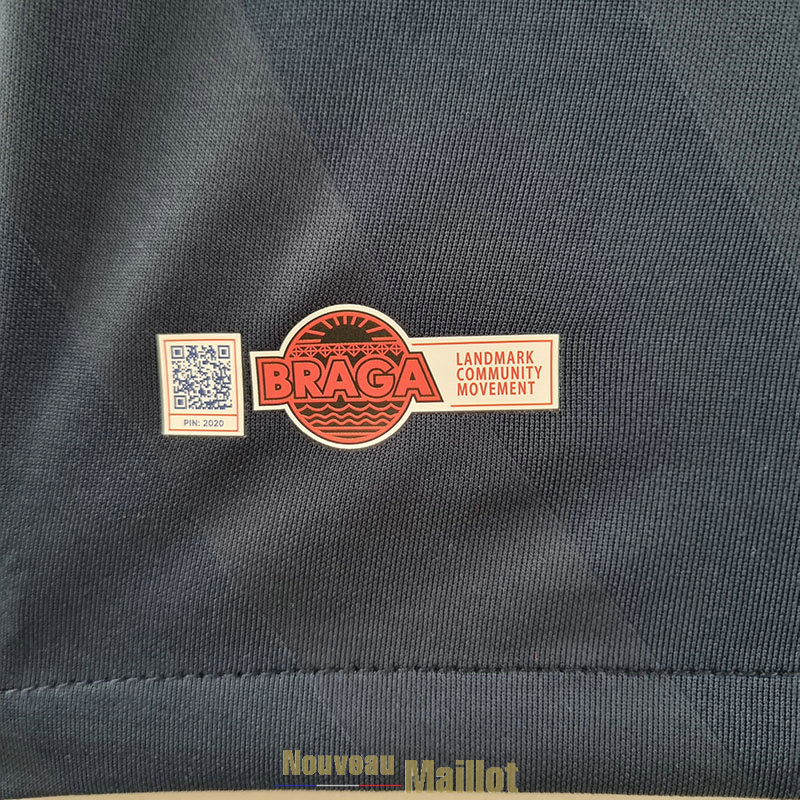 PIN: 2020
BRAGA
LANDMARK
COMMUNITY
MOVEMENT
Nouveau Maillot